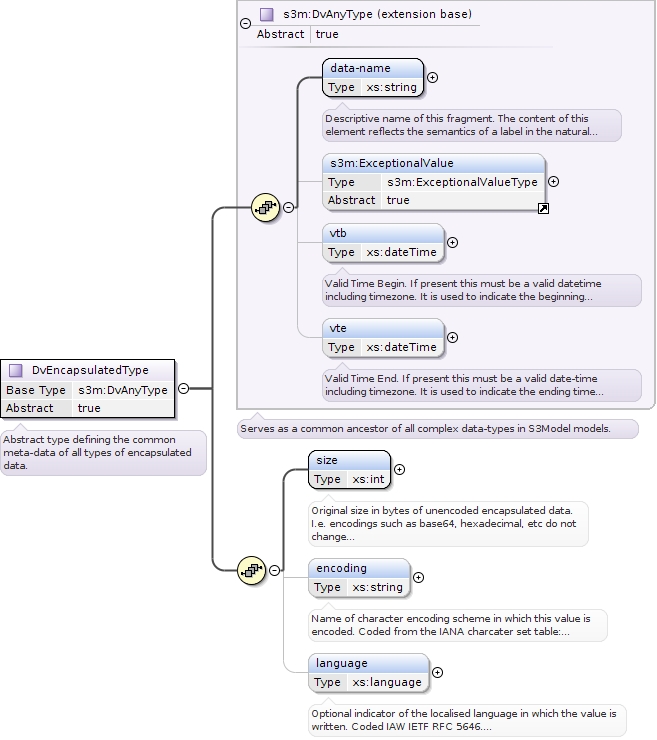 s3m:DvAnyType (extension base)
Abstract true
data-name
Type xs:string
Descriptive name of this fragment. The content of this
element reflects the semantics of a label in the natural...
s3m:ExceptionalValue
Type s3m:ExceptionalValueType
Abstract true
vtb
Type xs:dateTime
Valid Time Begin. If present this must be a valid datetime
including timezone. It is used to indicate the beginning...
vte
Type xs:dateTime
Valid Time End. If present this must be a valid date-time
including timezone. It is used to indicate the ending time...
Serves as a common ancestor of all complex data-types in S3Model models.
DvEncapsulatedType
Base Type s3m:DvAnyType
Abstract true
Abstract type defining the common
meta-data of all types of encapsulated
data.
size
Type xs:int
Original size in bytes of unencoded encapsulated data.
I.e. encodings such as base64, hexadecimal, etc do not
change...
encoding
Type xs:string
Name of character encoding scheme in which this value is
encoded. Coded from the IANA charcater set table:...
language
Type xs:language
Optional indicator of the localised language in which the value is
written. Coded IAW IETF RFC 5646....